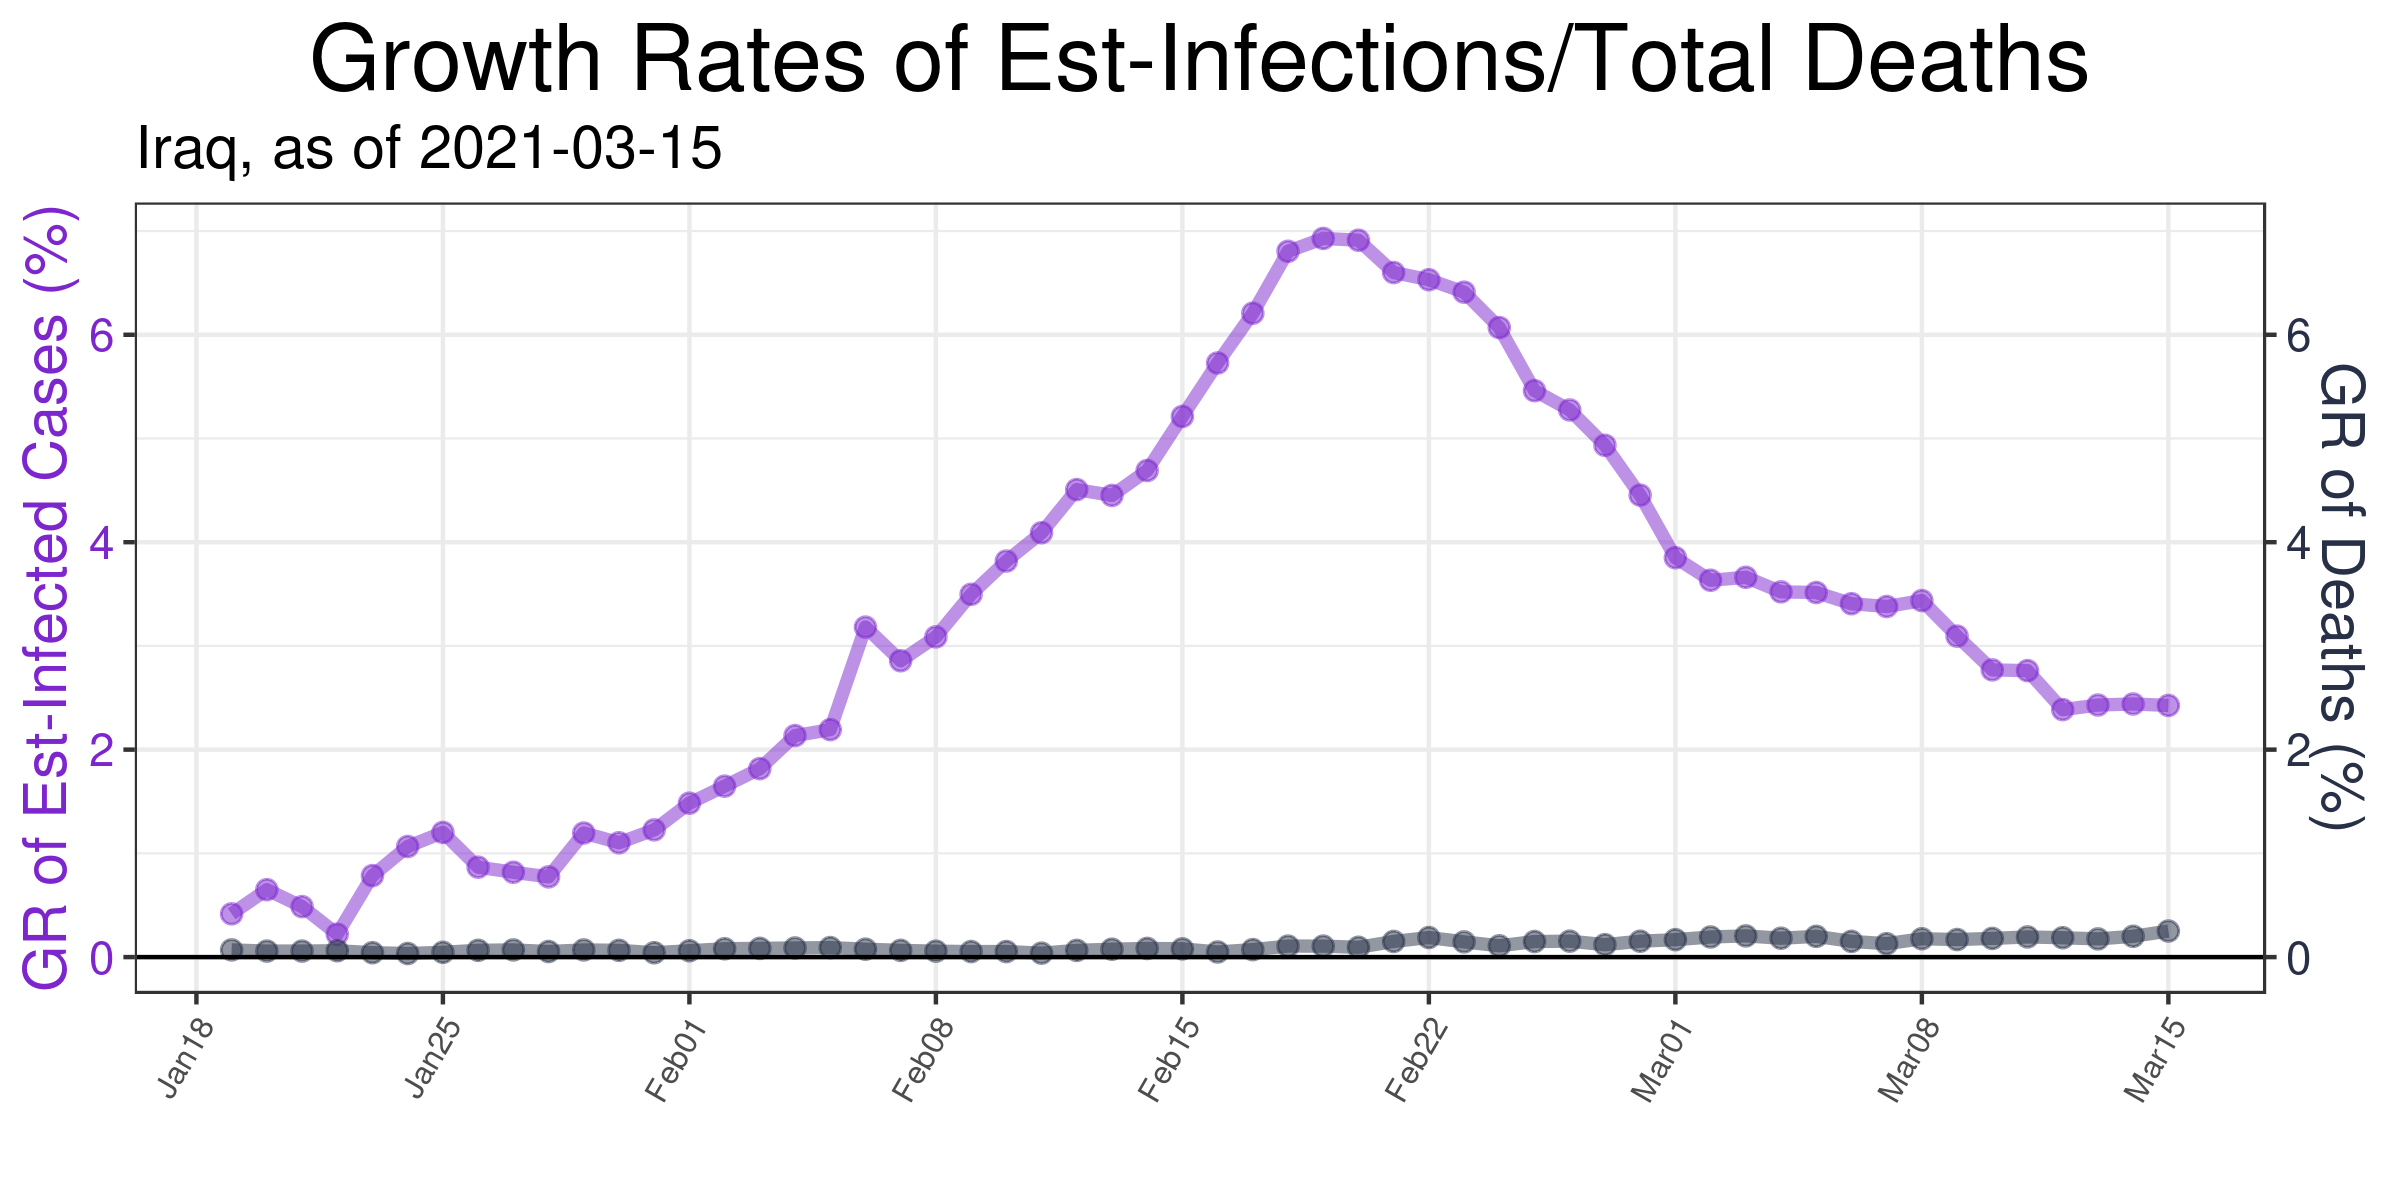 Growth Rates of Est-Infections/Total Deaths
Iraq, as of 2021-03-15
GR of Est-Infected Cases (%)
6
4
2
0
6
4
2
0
GR of Deaths (%)
Jan18
Jan25
Feb01
Feb08
Feb15
Feb22
Mar01
Mar08
Mar15